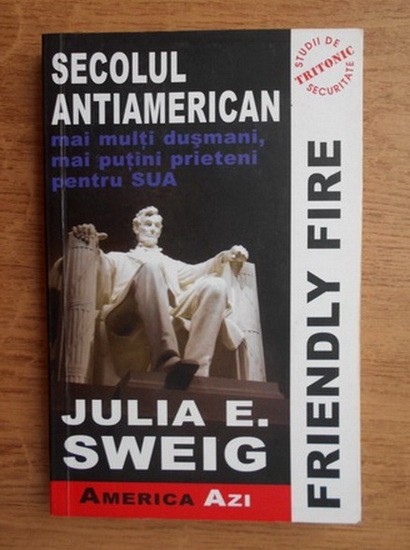 SECOLUL
ANTIAMERICAN
mai mulți dușmani,
mai puțini prieteni
pentru SUA
STUDII DE
TRITONIC
SECURITATE
FRIENDLY FIRE
JULIA E.
SWEIG
AMERICA AZI